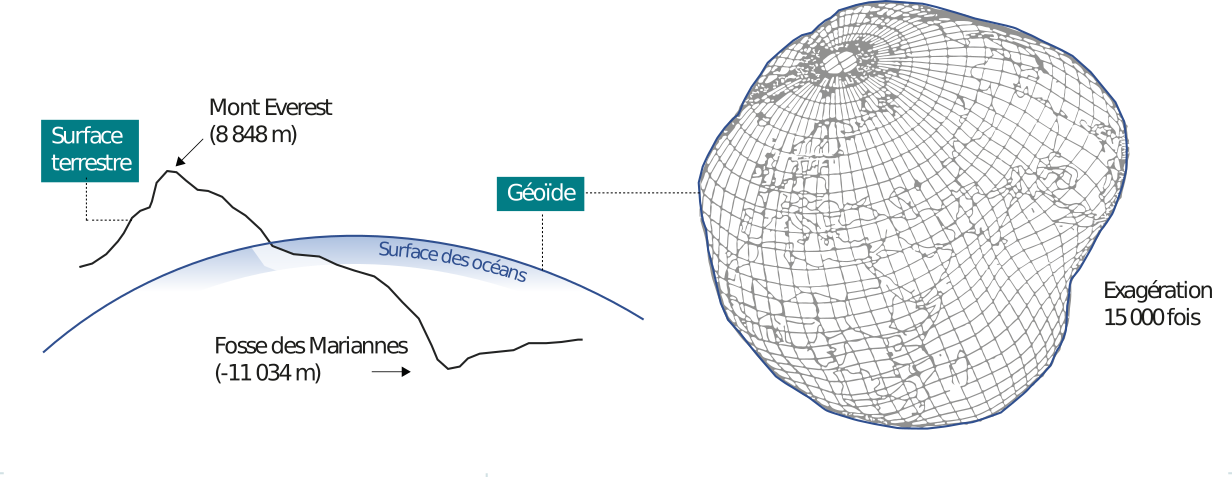 Mont Everest
(8 848 m)
Surface
terrestre
Géoïde
Surface des océans
Fosse des Mariannes
(-11 034 m)
Exagération
15 000 fois